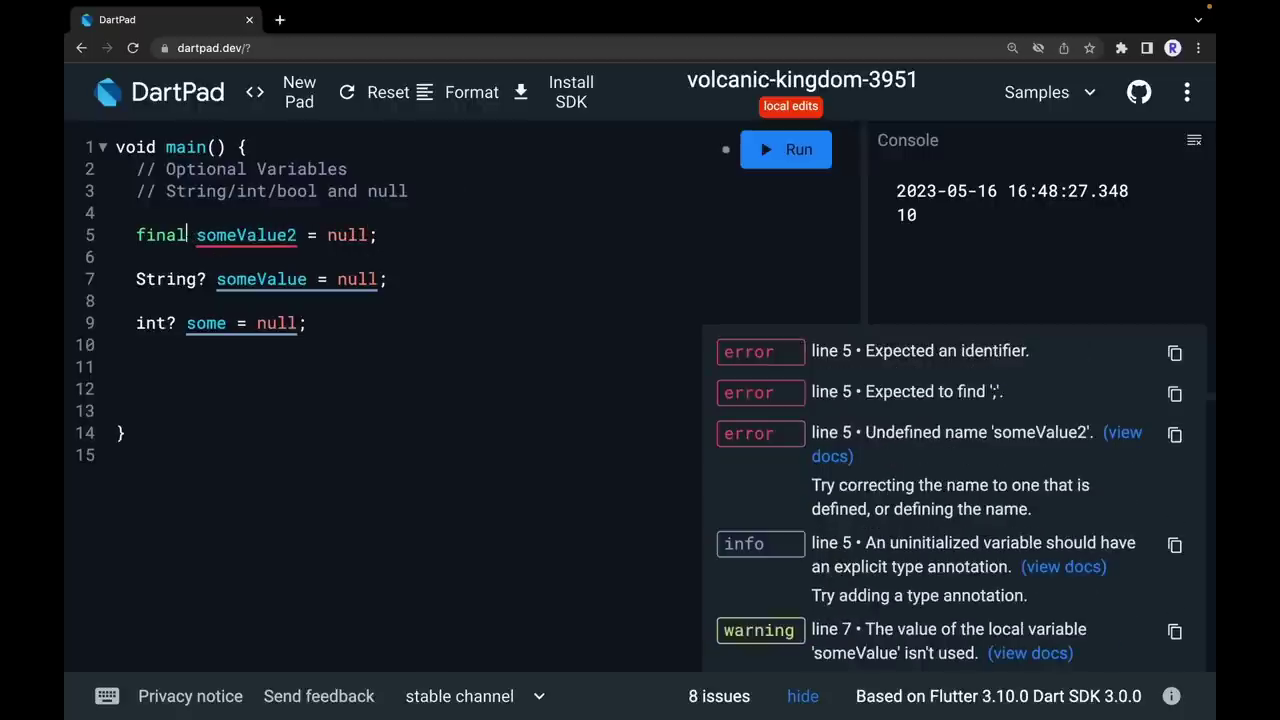 DartPad
dartpad.dev/?
R
DartPad
<>
New
Pad
Reset
Format
Install
SDK
volcanic-kingdom-3951
local edits
Samples
1 void main() {
2 // Optional Variables
3 // String/int/bool and null
4
5 final someValue2 = null;
6
7 String? someValue = null;
8
9 int? some = null;
10
11
12
13
14 }
15
Run
Console
2023-05-16 16:48:27.348
10
error line 5 • Expected an identifier.
error line 5 • Expected to find ';'.
error line 5 • Undefined name 'someValue2'. (view
docs)
Try correcting the name to one that is
defined, or defining the name.
info line 5 • An uninitialized variable should have
an explicit type annotation. (view docs)
Try adding a type annotation.
warning line 7 • The value of the local variable
'someValue' isn't used. (view docs)
Privacy notice
Send feedback
stable channel
8 issues
hide
Based on Flutter 3.10.0 Dart SDK 3.0.0